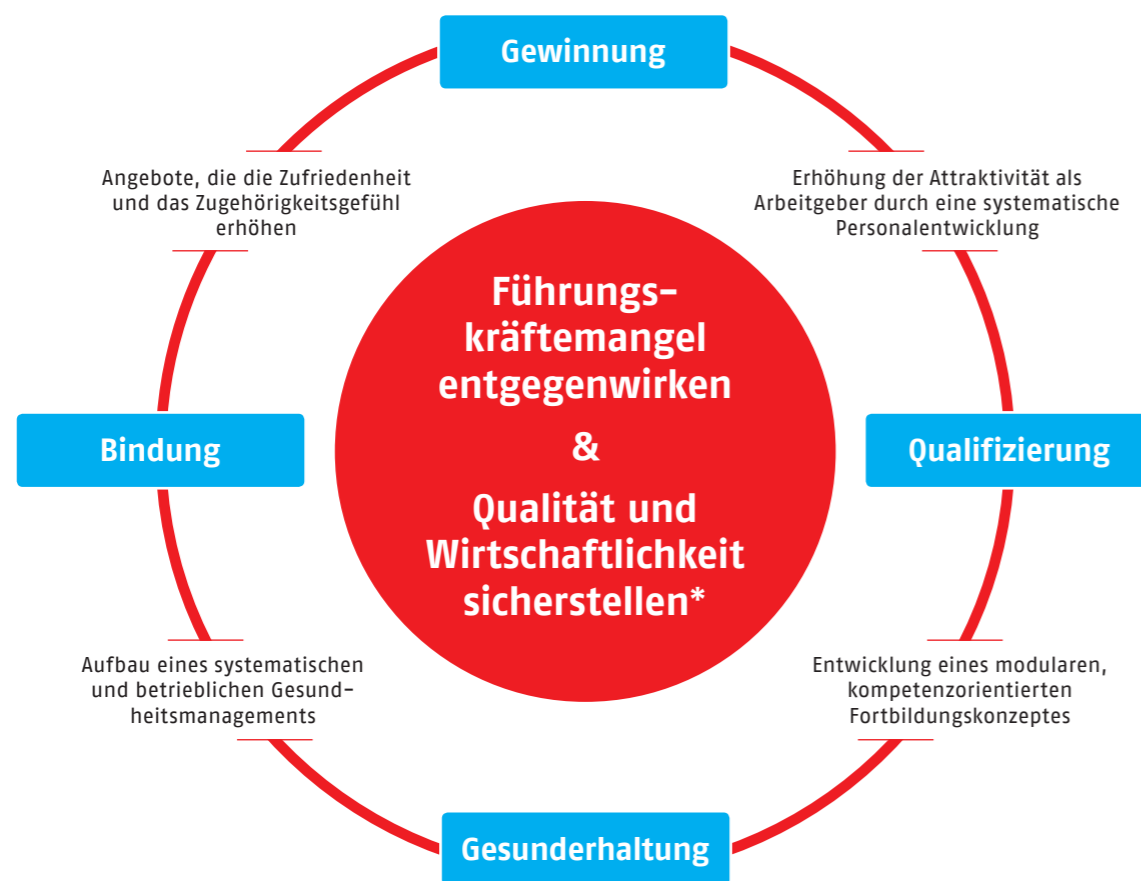 Gewinnung
Angebote, die die Zufriedenheit
und das Zugehörigkeitsgefühl
erhöhen
Erhöhung der Attraktivität als
Arbeitgeber durch eine systematische
Personalentwicklung
Führungs-
kräftemangel
entgegenwirken
&
Qualität und
Wirtschaftlichkeit
sicherstellen*
Bindung
Qualifizierung
Aufbau eines systematischen
und betrieblichen Gesund-
heitsmanagements
Entwicklung eines modularen,
kompetenzorientierten
Fortbildungskonzeptes
Gesunderhaltung